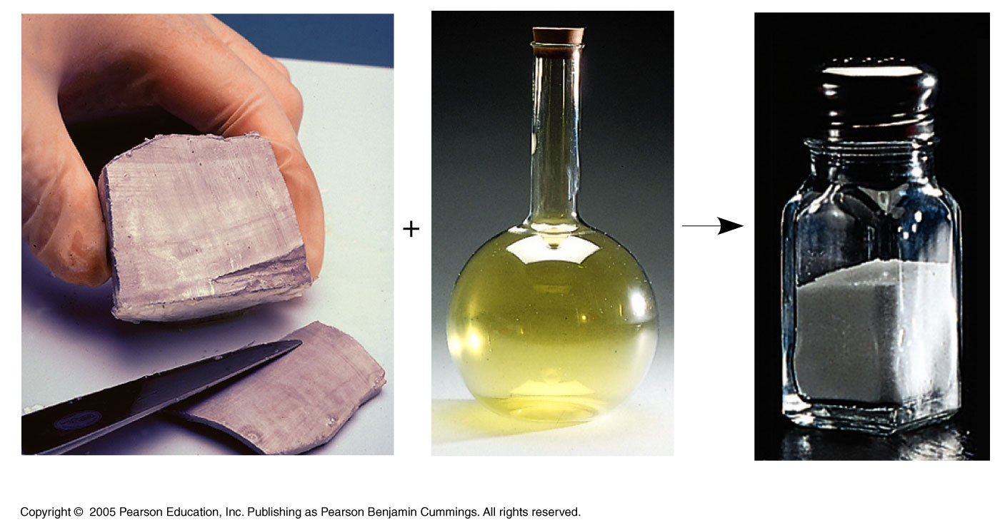 +
Copyright © 2005 Pearson Education, Inc. Publishing as Pearson Benjamin Cummings. All rights reserved.